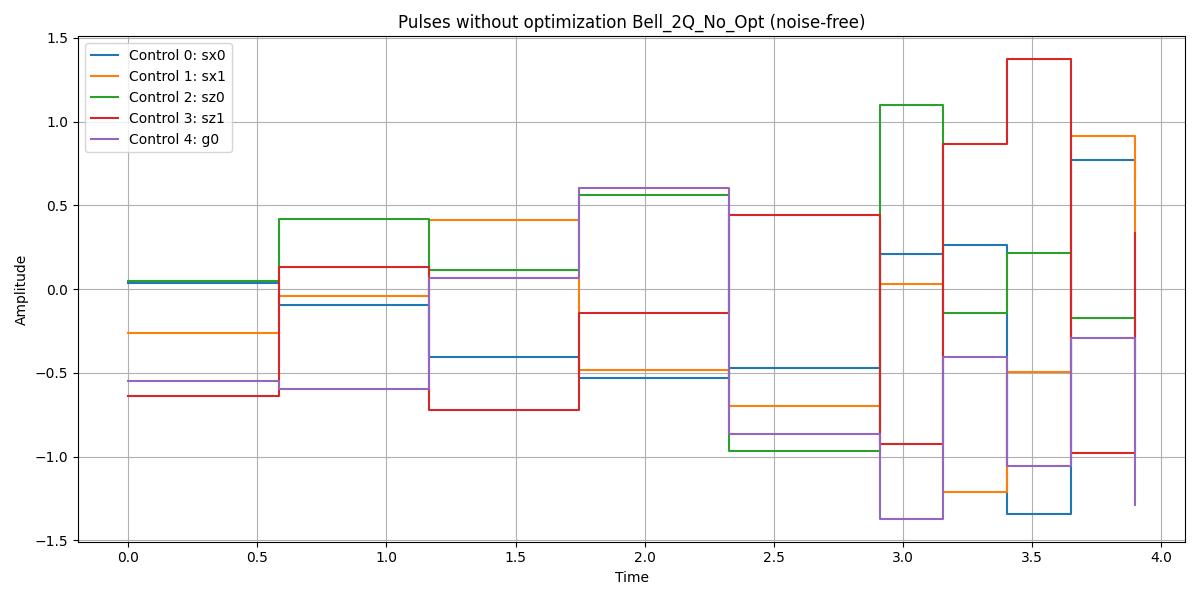 Pulses without optimization Bell_2Q_No_Opt (noise-free)
Control 0: sx0
Control 1: sx1
Control 2: sz0
Control 3: sz1
Control 4: g0
Amplitude
1.5
1.0
0.5
0.0
−0.5
−1.0
−1.5
0.0 0.5 1.0 1.5 2.0 2.5 3.0 3.5 4.0
Time